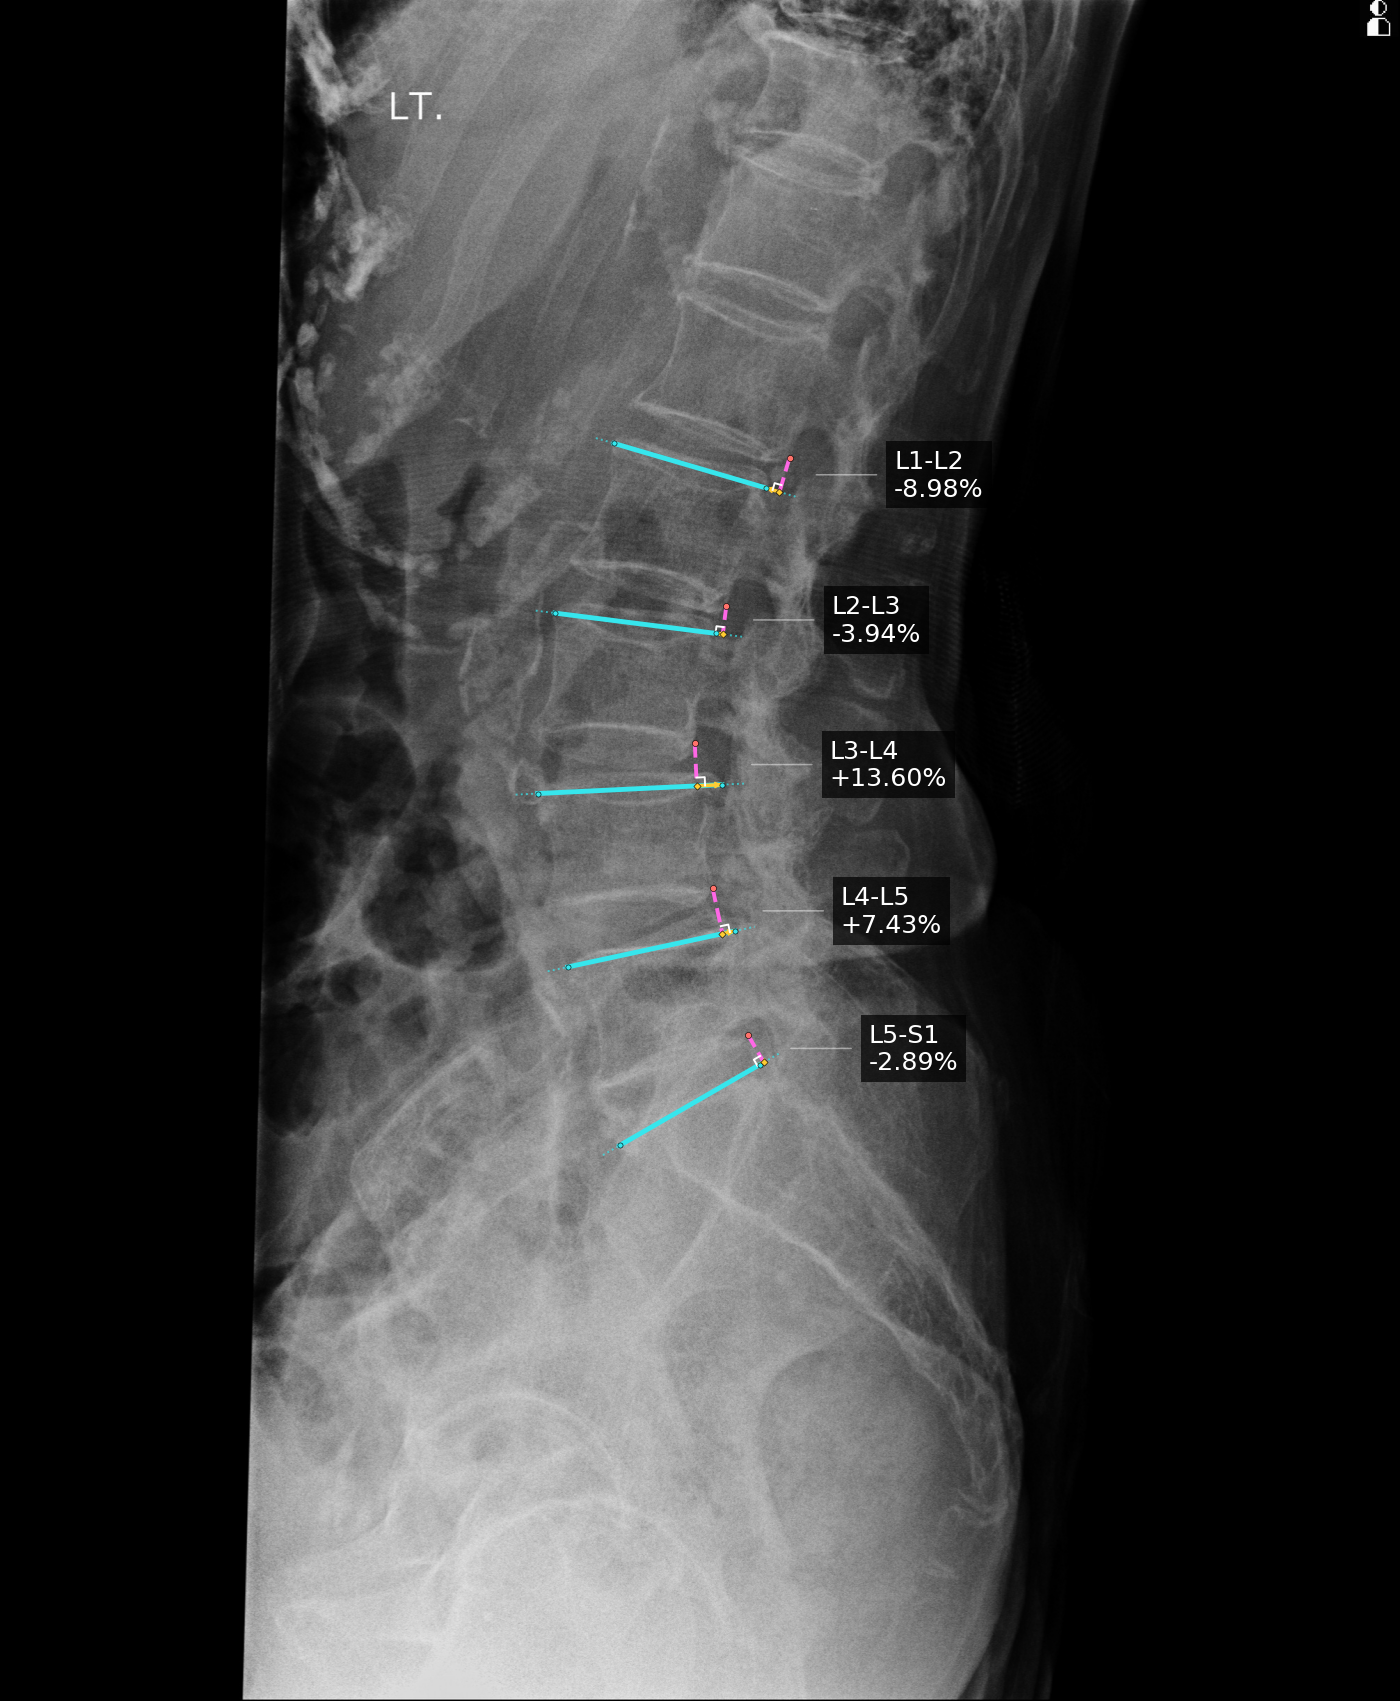 LT.
L1-L2
-8.98%
L2-L3
-3.94%
L3-L4
+13.60%
L4-L5
+7.43%
L5-S1
-2.89%